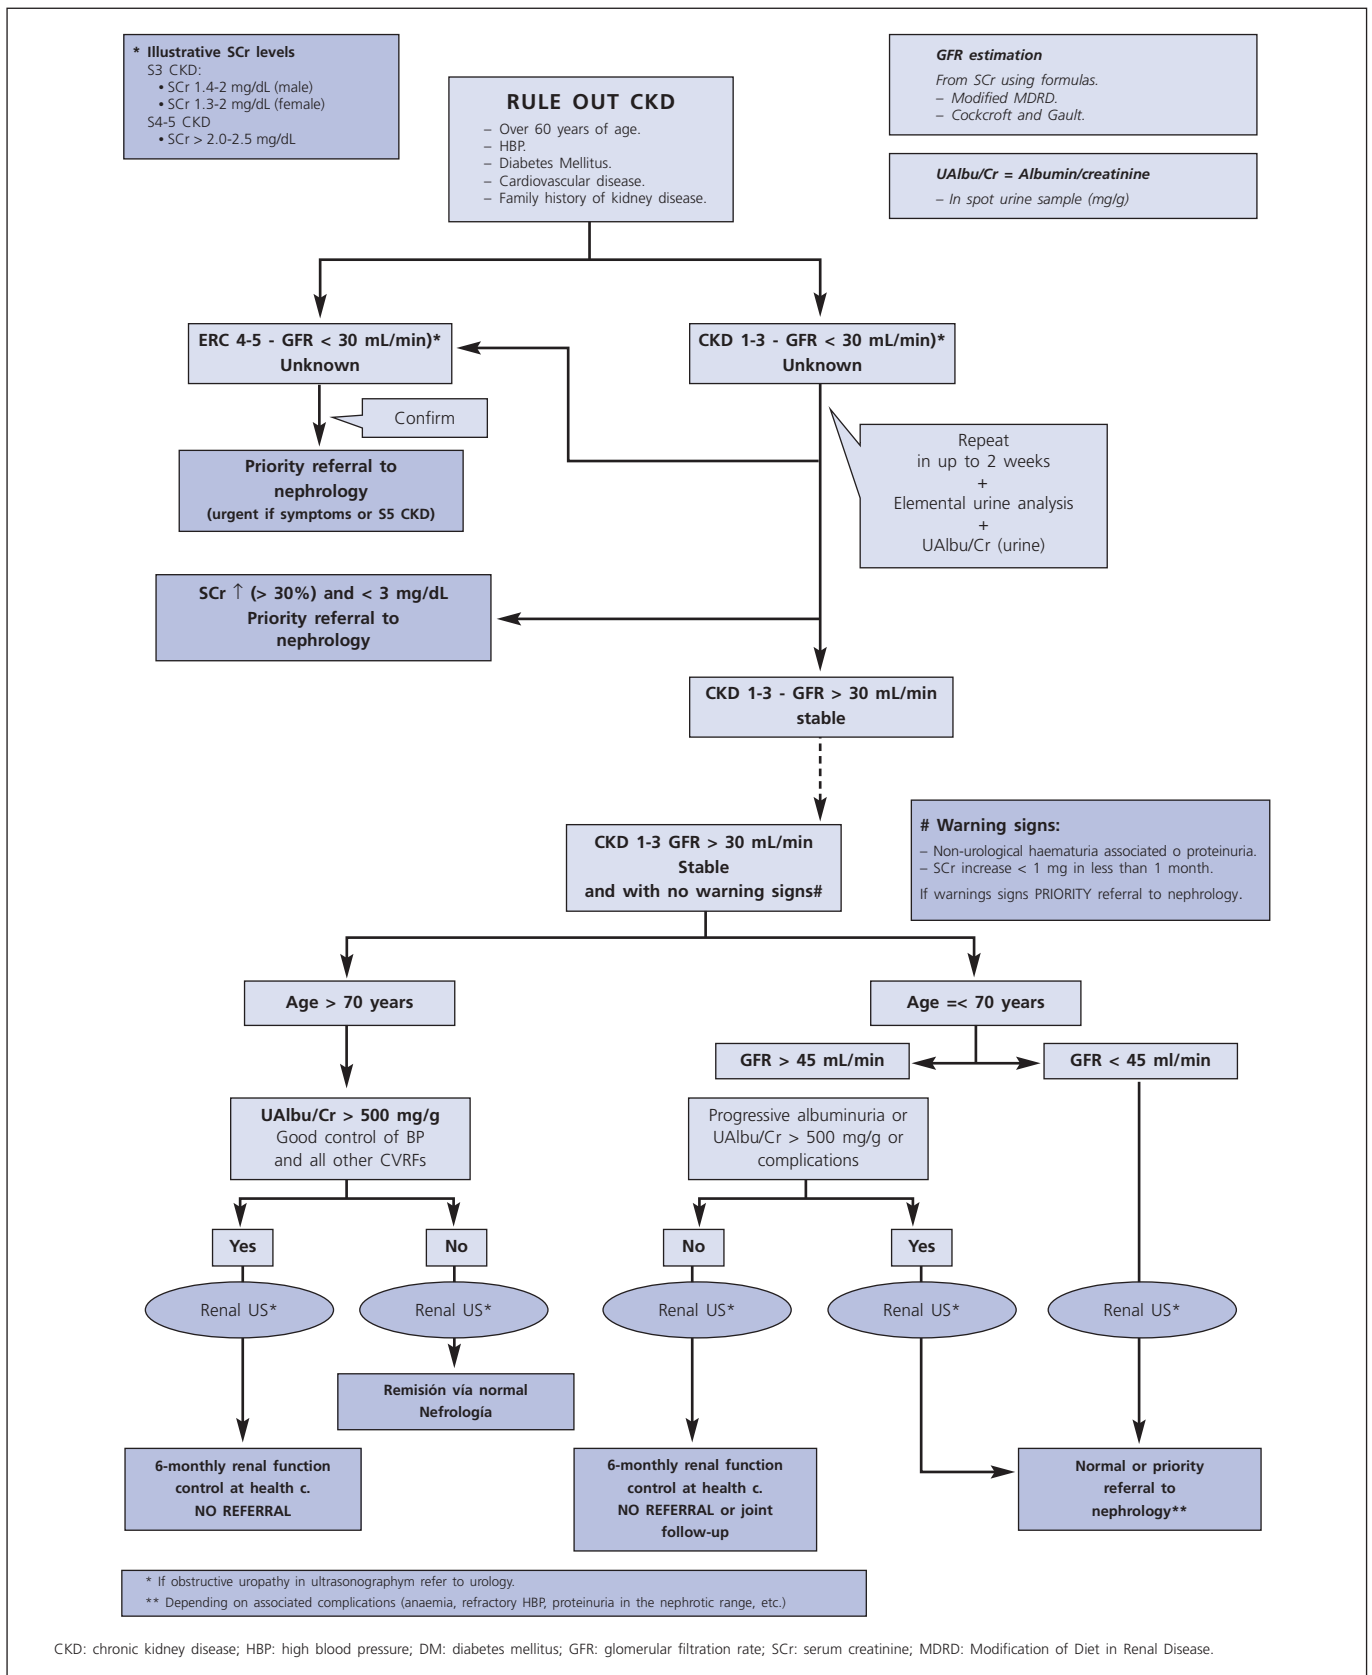 * Illustrative SCr levels
S3 CKD:
• SCr 1.4-2 mg/dL (male)
• SCr 1.3-2 mg/dL (female)
S4-5 CKD
• SCr > 2.0-2.5 mg/dL
RULE OUT CKD
– Over 60 years of age.
– HBP.
– Diabetes Mellitus.
– Cardiovascular disease.
– Family history of kidney disease.
GFR estimation
From SCr using formulas.
– Modified MDRD.
– Cockcroft and Gault.
UAlbu/Cr = Albumin/creatinine
– In spot urine sample (mg/g)
ERC 4-5 - GFR < 30 mL/min)*
Unknown
CKD 1-3 - GFR < 30 mL/min)*
Unknown
Confirm
Priority referral to
nephrology
(urgent if symptoms or S5 CKD)
Repeat
in up to 2 weeks
+
Elemental urine analysis
+
UAlbu/Cr (urine)
SCr ↑ (> 30%) and < 3 mg/dL
Priority referral to
nephrology
CKD 1-3 - GFR > 30 mL/min
stable
CKD 1-3 GFR > 30 mL/min
Stable
and with no warning signs#
# Warning signs:
– Non-urological haematuria associated o proteinuria.
– SCr increase < 1 mg in less than 1 month.
If warnings signs PRIORITY referral to nephrology.
Age > 70 years
Age =< 70 years
GFR > 45 mL/min
GFR < 45 ml/min
UAlbu/Cr > 500 mg/g
Good control of BP
and all other CVRFs
Progressive albuminuria or
UAlbu/Cr > 500 mg/g or
complications
Yes
No
No
Yes
Renal US*
Renal US*
Renal US*
Renal US*
Renal US*
Remisión vía normal
Nefrología
6-monthly renal function
control at health c.
NO REFERRAL
6-monthly renal function
control at health c.
NO REFERRAL or joint
follow-up
Normal or priority
referral to
nephrology**
* If obstructive uropathy in ultrasonographym refer to urology.
** Depending on associated complications (anaemia, refractory HBP, proteinuria in the nephrotic range, etc.)
CKD: chronic kidney disease; HBP: high blood pressure; DM: diabetes mellitus; GFR: glomerular filtration rate; SCr: serum creatinine; MDRD: Modification of Diet in Renal Disease.